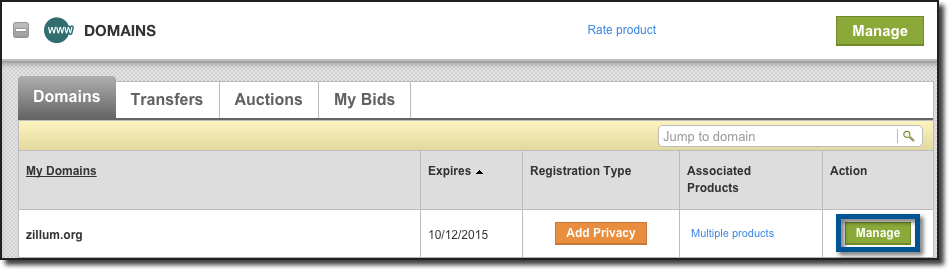 www DOMAINS Rate product Manage
Domains Transfers Auctions My Bids
Jump to domain
My Domains Expires Registration Type Associated Products Action
zillum.org 10/12/2015 Add Privacy Multiple products Manage